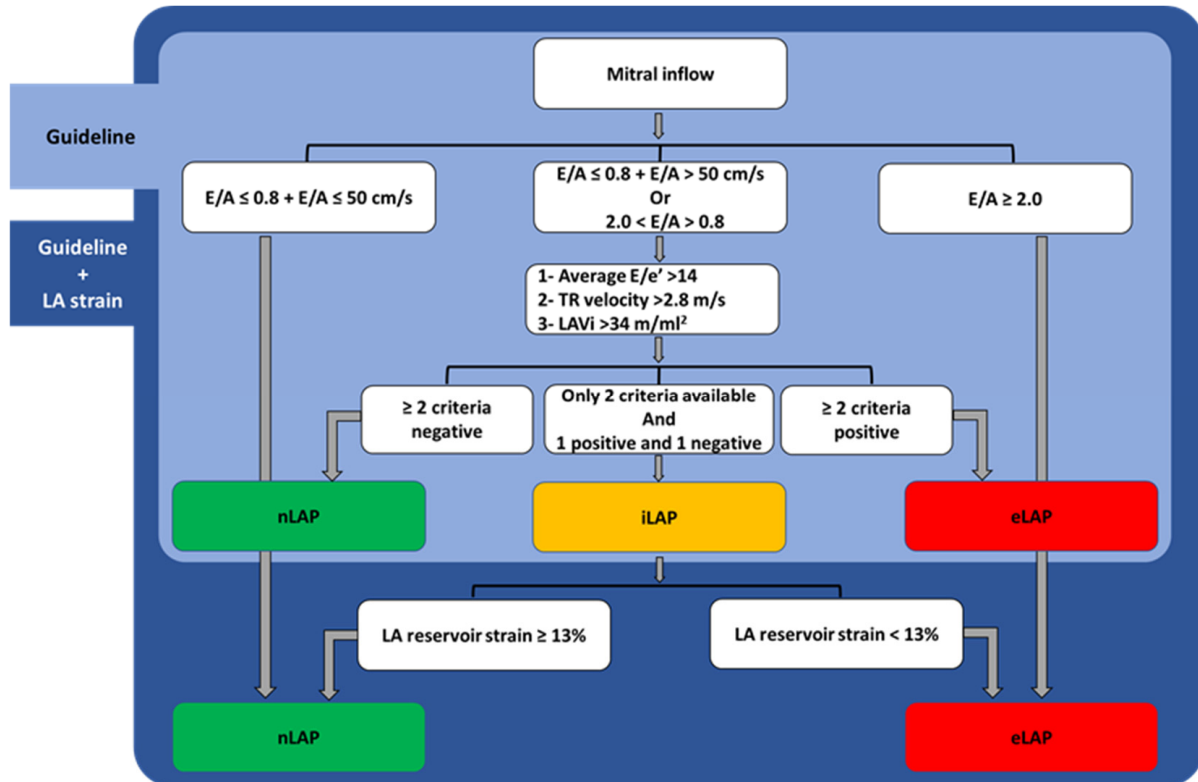 Mitral inflow
Guideline
E/A ≤ 0.8 + E/A ≤ 50 cm/s
E/A ≤ 0.8 + E/A > 50 cm/s
Or
2.0 < E/A > 0.8
E/A ≥ 2.0
Guideline
+
LA strain
1- Average E/e’ >14
2- TR velocity >2.8 m/s
3- LAVi >34 m/ml²
≥ 2 criteria
negative
Only 2 criteria available
And
1 positive and 1 negative
≥ 2 criteria
positive
nLAP
iLAP
eLAP
LA reservoir strain ≥ 13%
LA reservoir strain < 13%
nLAP
eLAP